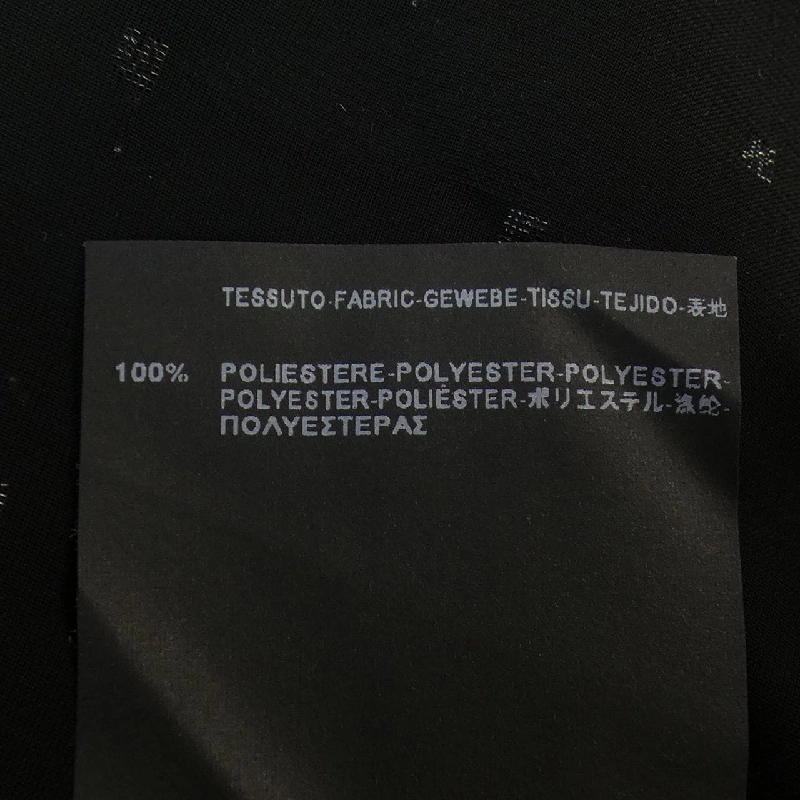 TESSUTO-FABRIC-GEWEBE-TISSU-TEJIDO-表地
100% POLIESTERE-POLYESTER-POLYESTER-
POLYESTER-POLIÉSTER-ポリエステル-涤纶-
ΠΟΛΥΕΣΤΕΡΑΣ